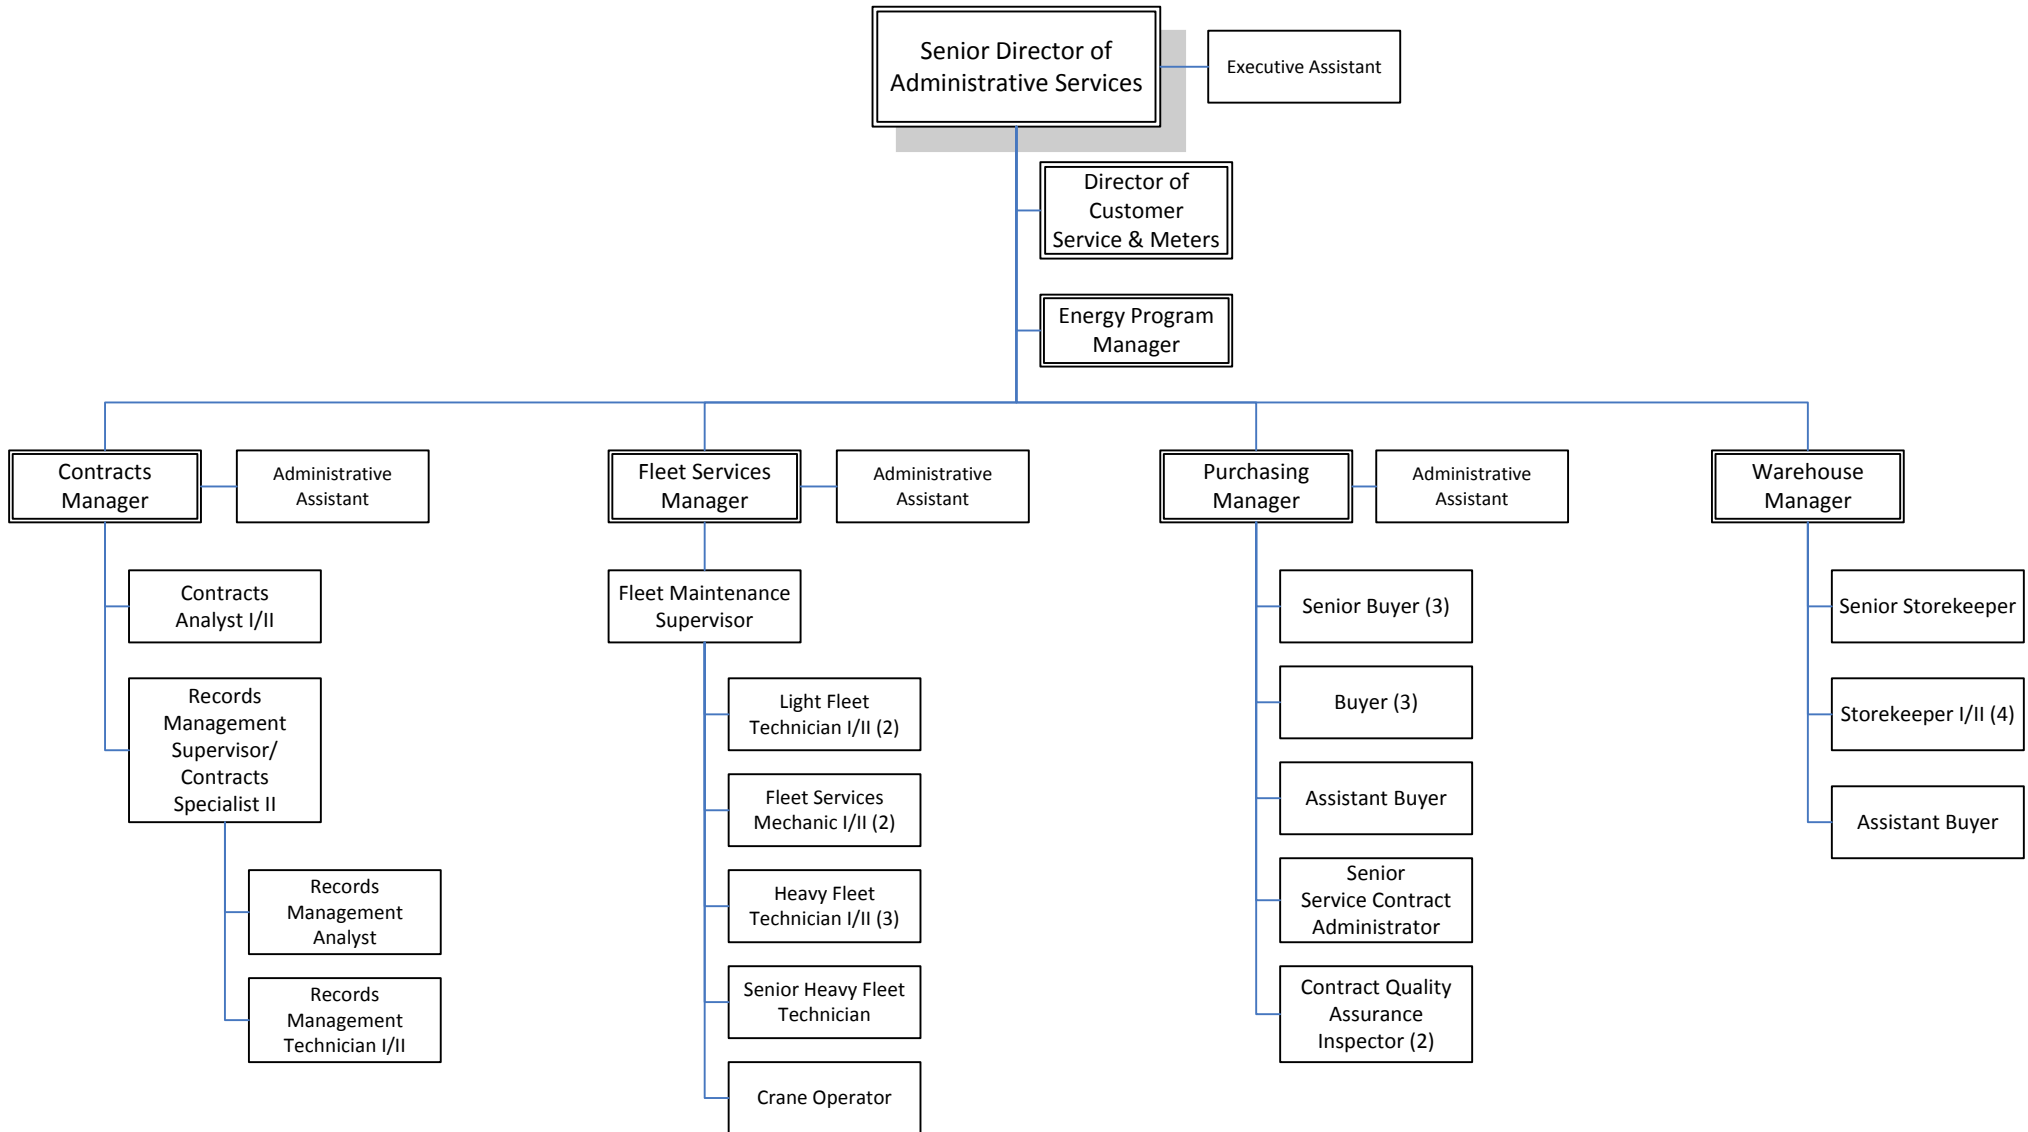 Senior Director of
Administrative Services
Executive Assistant
Director of
Customer
Service & Meters
Energy Program
Manager
Contracts
Manager
Administrative
Assistant
Fleet Services
Manager
Administrative
Assistant
Purchasing
Manager
Administrative
Assistant
Warehouse
Manager
Contracts
Analyst I/II
Records
Management
Supervisor/
Contracts
Specialist II
Records
Management
Analyst
Records
Management
Technician I/II
Fleet Maintenance
Supervisor
Light Fleet
Technician I/II (2)
Fleet Services
Mechanic I/II (2)
Heavy Fleet
Technician I/II (3)
Senior Heavy Fleet
Technician
Crane Operator
Senior Buyer (3)
Buyer (3)
Assistant Buyer
Senior
Service Contract
Administrator
Contract Quality
Assurance
Inspector (2)
Senior Storekeeper
Storekeeper I/II (4)
Assistant Buyer